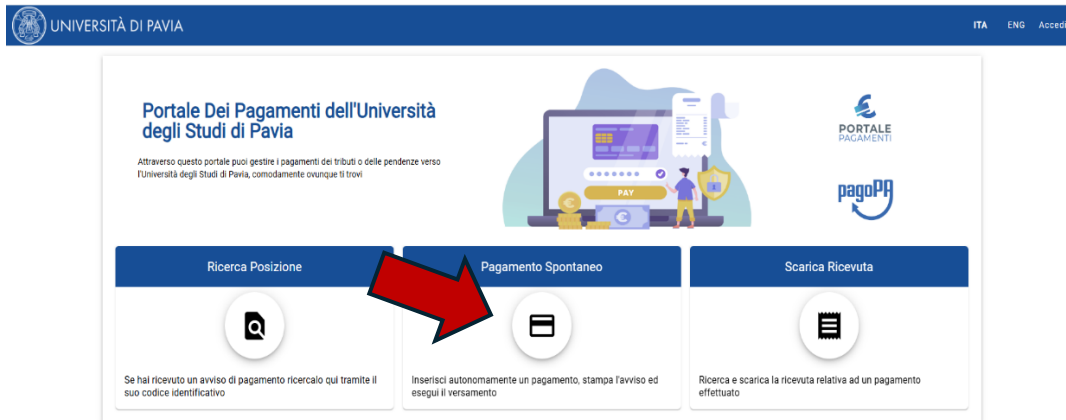 UNIVERSITÀ DI PAVIA
ITA ENG Accedi
Portale Dei Pagamenti dell'Università
degli Studi di Pavia
Attraverso questo portale puoi gestire i pagamenti dei tributi o delle pendenze verso
l'Università degli Studi di Pavia, comodamente ovunque ti trovi
PAY
PORTALE
PAGAMENTI
pagoPA
Ricerca Posizione
Pagamento Spontaneo
Scarica Ricevuta
Se hai ricevuto un avviso di pagamento ricercalo qui tramite il
suo codice identificativo
Inserisci autonomamente un pagamento, stampa l'avviso ed
esegui il versamento
Ricerca e scarica la ricevuta relativa ad un pagamento
effettuato